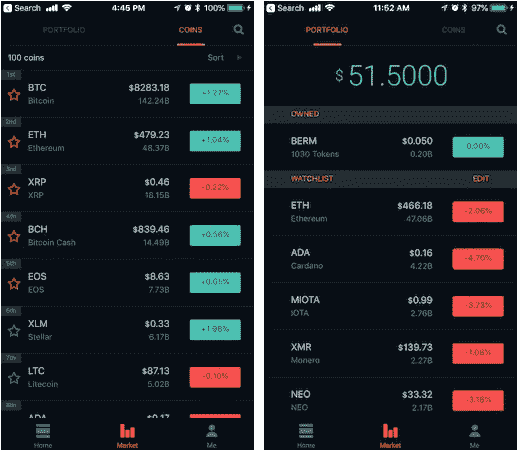 Search
4:45 PM
100%
PORTFOLIO
COINS
100 coins
Sort
1st
BTC
$8283.18
Bitcoin
142.24B
2nd
ETH
$479.23
+1.04%
Ethereum
48.37B
3rd
XRP
$0.46
-0.22%
XRP
18.15B
4th
BCH
$839.46
+0.56%
Bitcoin Cash
14.49B
5th
EOS
$8.63
+0.65%
EOS
7.73B
6th
XLM
$0.33
+1.98%
Stellar
6.17B
7th
LTC
$87.13
-0.10%
Litecoin
5.02B
8th
ADA
$0.17
Home
Market
Me
Search
11:52 AM
97%
PORTFOLIO
COINS
$ 51.5000
OWNED
BERM
$0.050
0.00%
1030 Tokens
0.20B
WATCHLIST
EDIT
ETH
$466.18
-2.06%
Ethereum
47.06B
ADA
$0.16
-4.70%
Cardano
4.22B
MIOTA
$0.99
-3.73%
IOTA
2.76B
XMR
$139.73
-1.06%
Monero
2.27B
NEO
$33.32
-3.18%
NEO
2.17B
Home
Market
Me